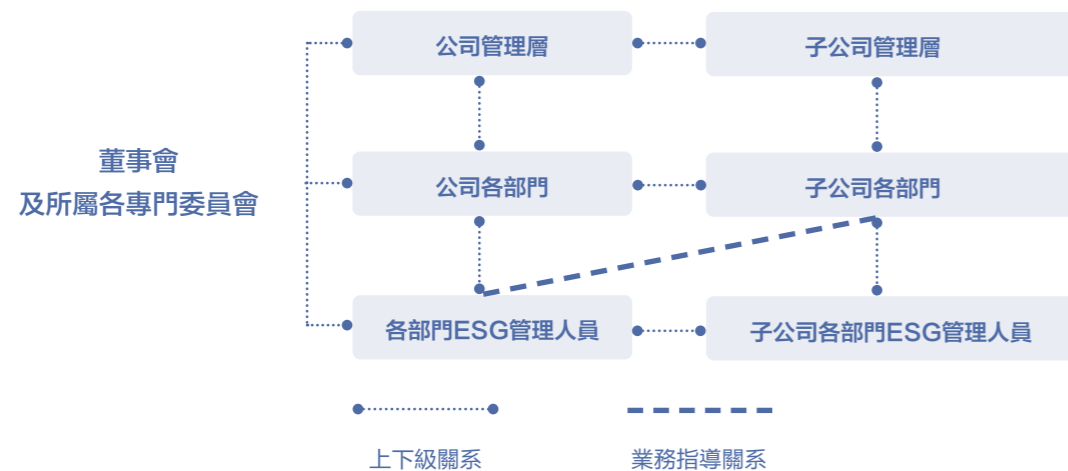 董事會
及所屬各專門委員會
公司管理層
子公司管理層
公司各部門
子公司各部門
各部門ESG管理人員
子公司各部門ESG管理人員
上下級關系
業務指導關系